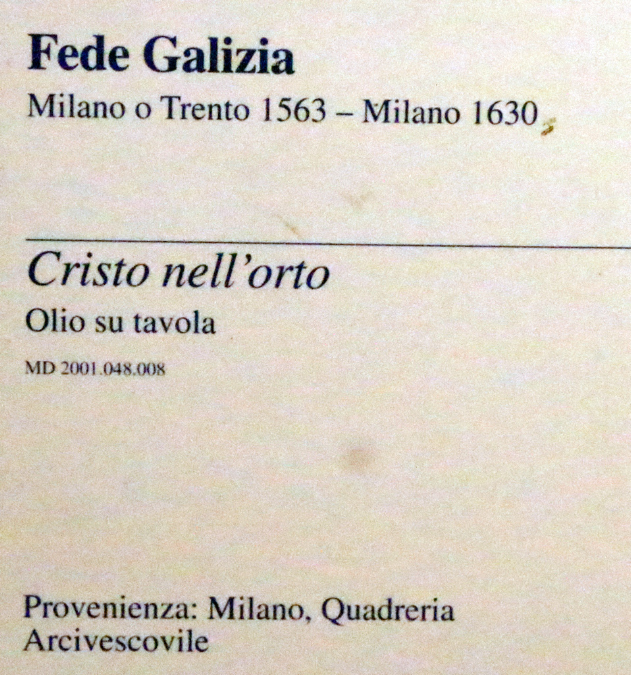 Fede Galizia
Milano o Trento 1563 – Milano 1630
Cristo nell'orto
Olio su tavola
MD 2001.048.008
Provenienza: Milano, Quadreria
Arcivescovile